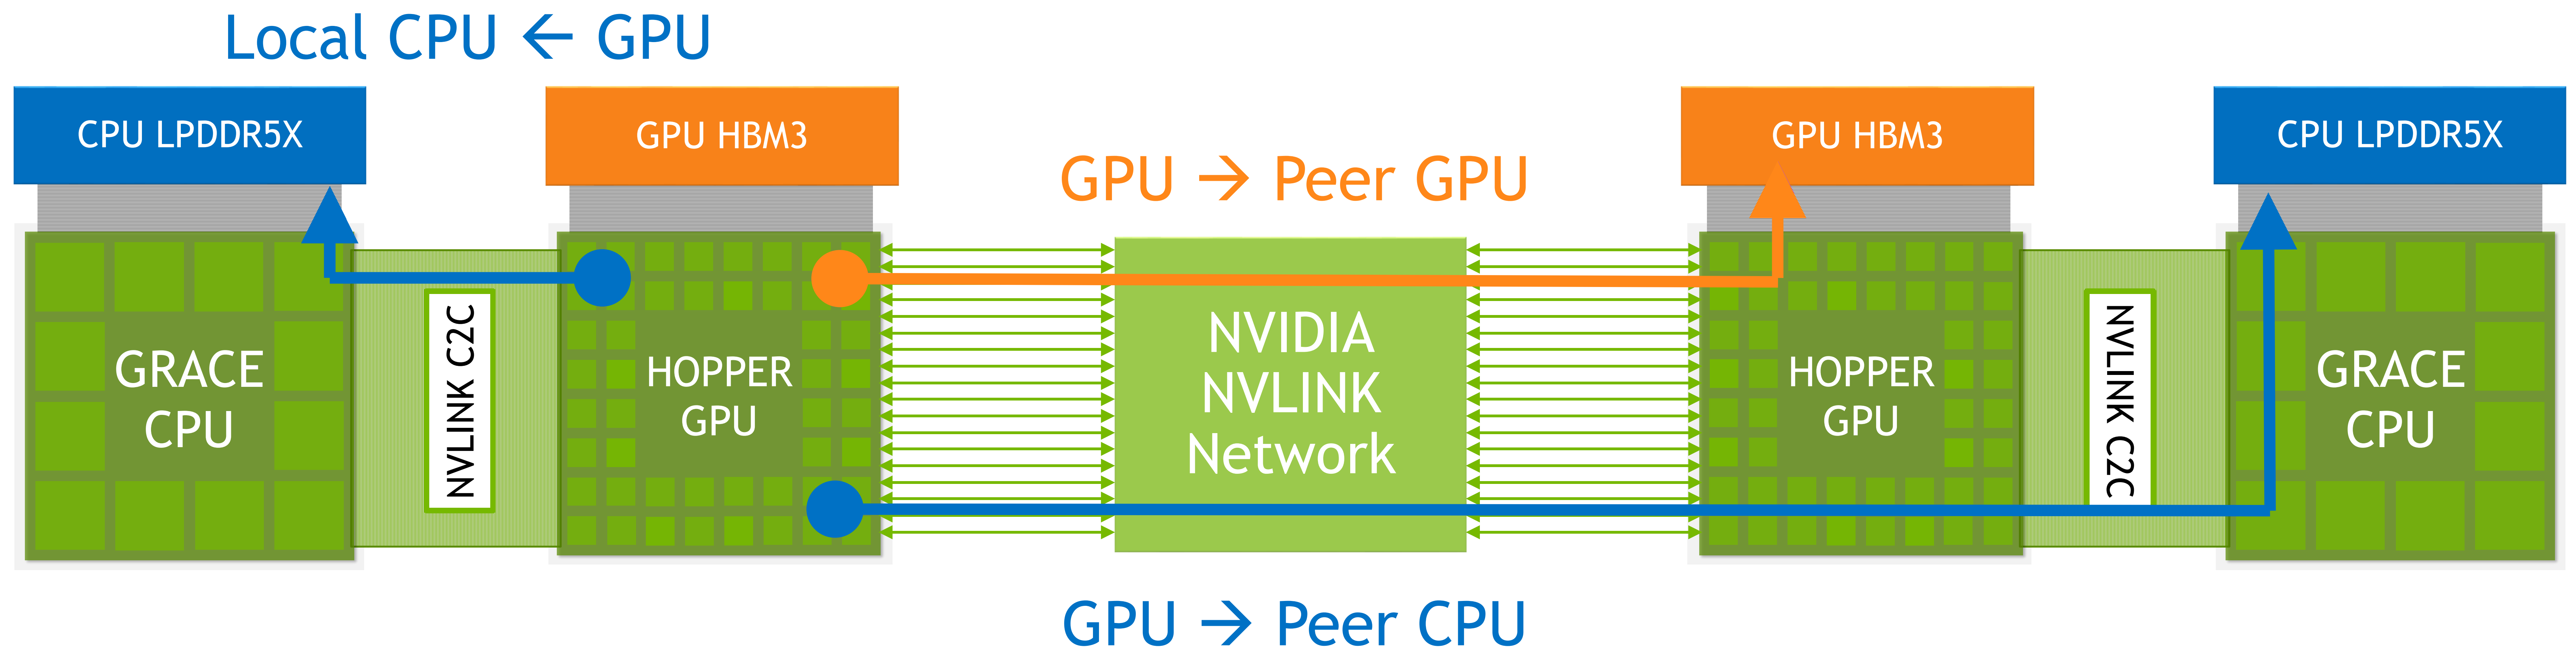 Local CPU ← GPU
CPU LPDDR5X
GPU HBM3
GPU HBM3
CPU LPDDR5X
GPU → Peer GPU
GRACE
CPU
NVLINK C2C
HOPPER
GPU
NVIDIA
NVLINK
Network
HOPPER
GPU
NVLINK C2C
GRACE
CPU
GPU → Peer CPU